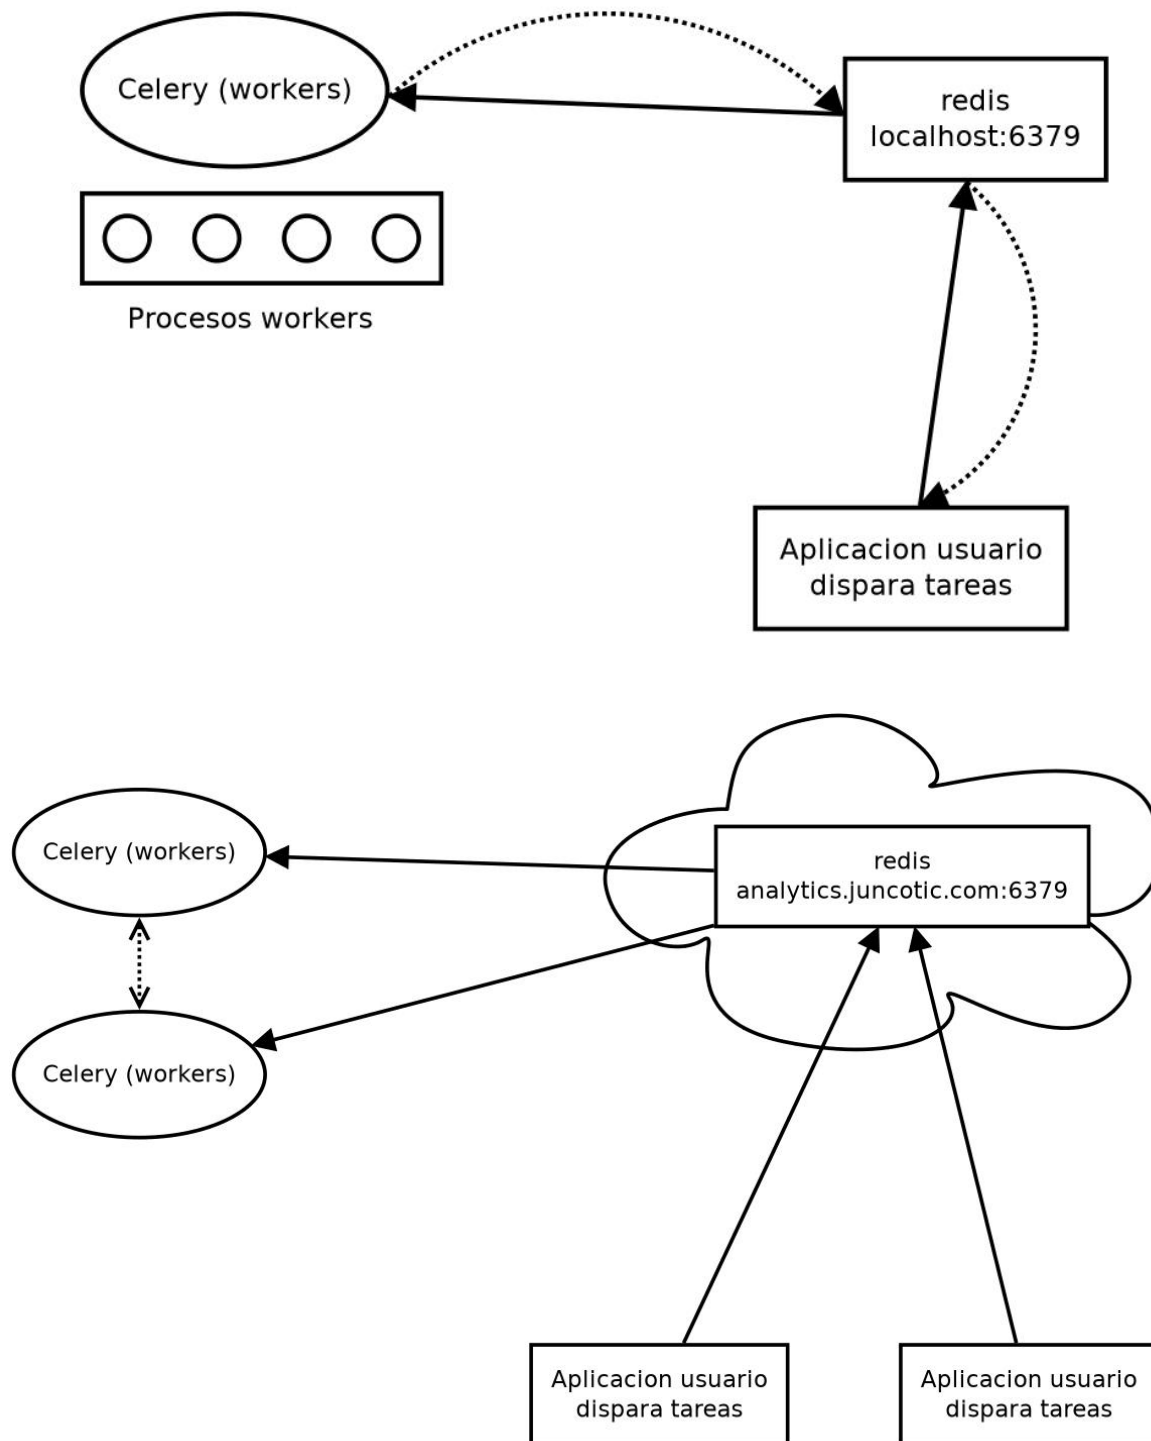 Celery (workers)
redis
localhost:6379
Procesos workers
Aplicacion usuario
dispara tareas
Celery (workers)
redis
analytics.juncotic.com:6379
Celery (workers)
Aplicacion usuario
dispara tareas
Aplicacion usuario
dispara tareas